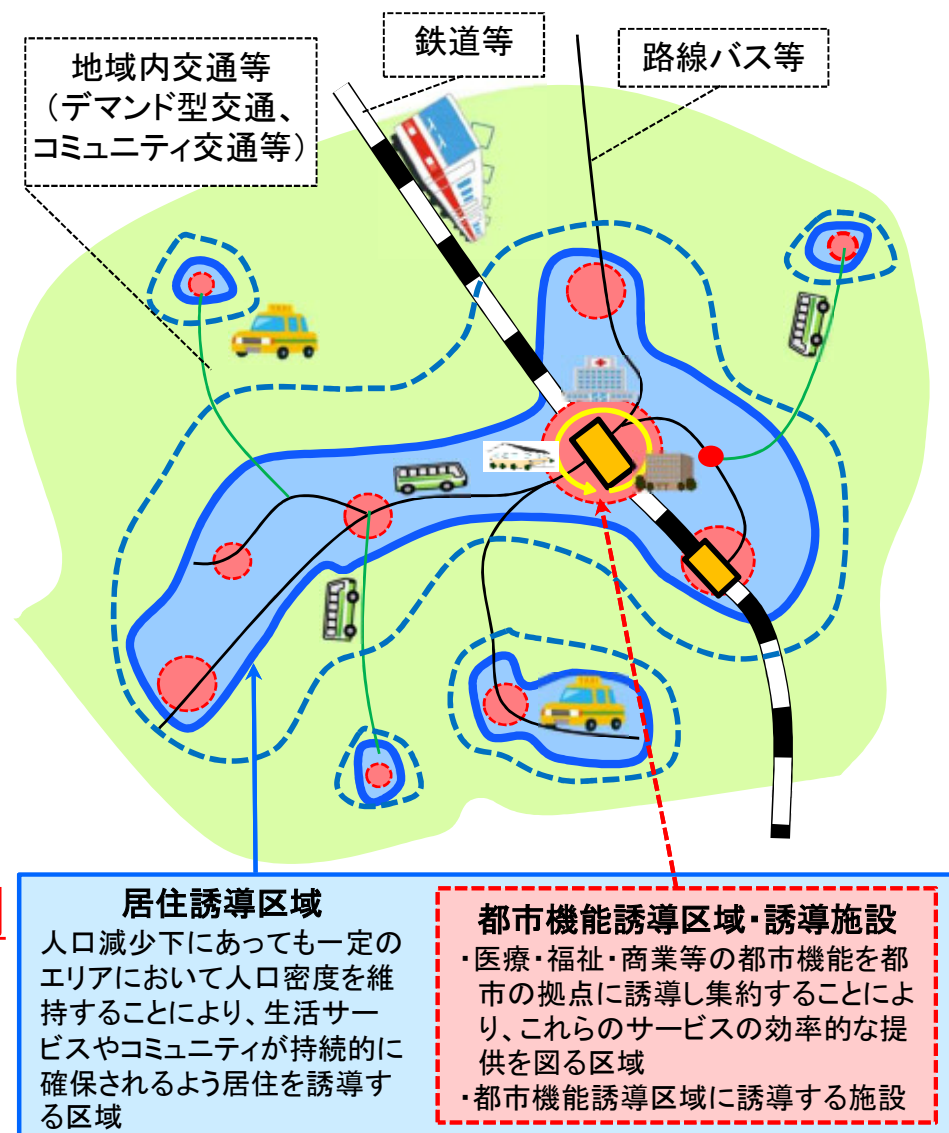 鉄道等
路線バス等
地域内交通等
（デマンド型交通、
コミュニティ交通等）
居住誘導区域
人口減少下にあっても一定の
エリアにおいて人口密度を維
持することにより、生活サー
ビスやコミュニティが持続的に
確保されるよう居住を誘導す
る区域
都市機能誘導区域・誘導施設
・医療・福祉・商業等の都市機能を都
市の拠点に誘導し集約することによ
り、これらのサービスの効率的な提
供を図る区域
・都市機能誘導区域に誘導する施設